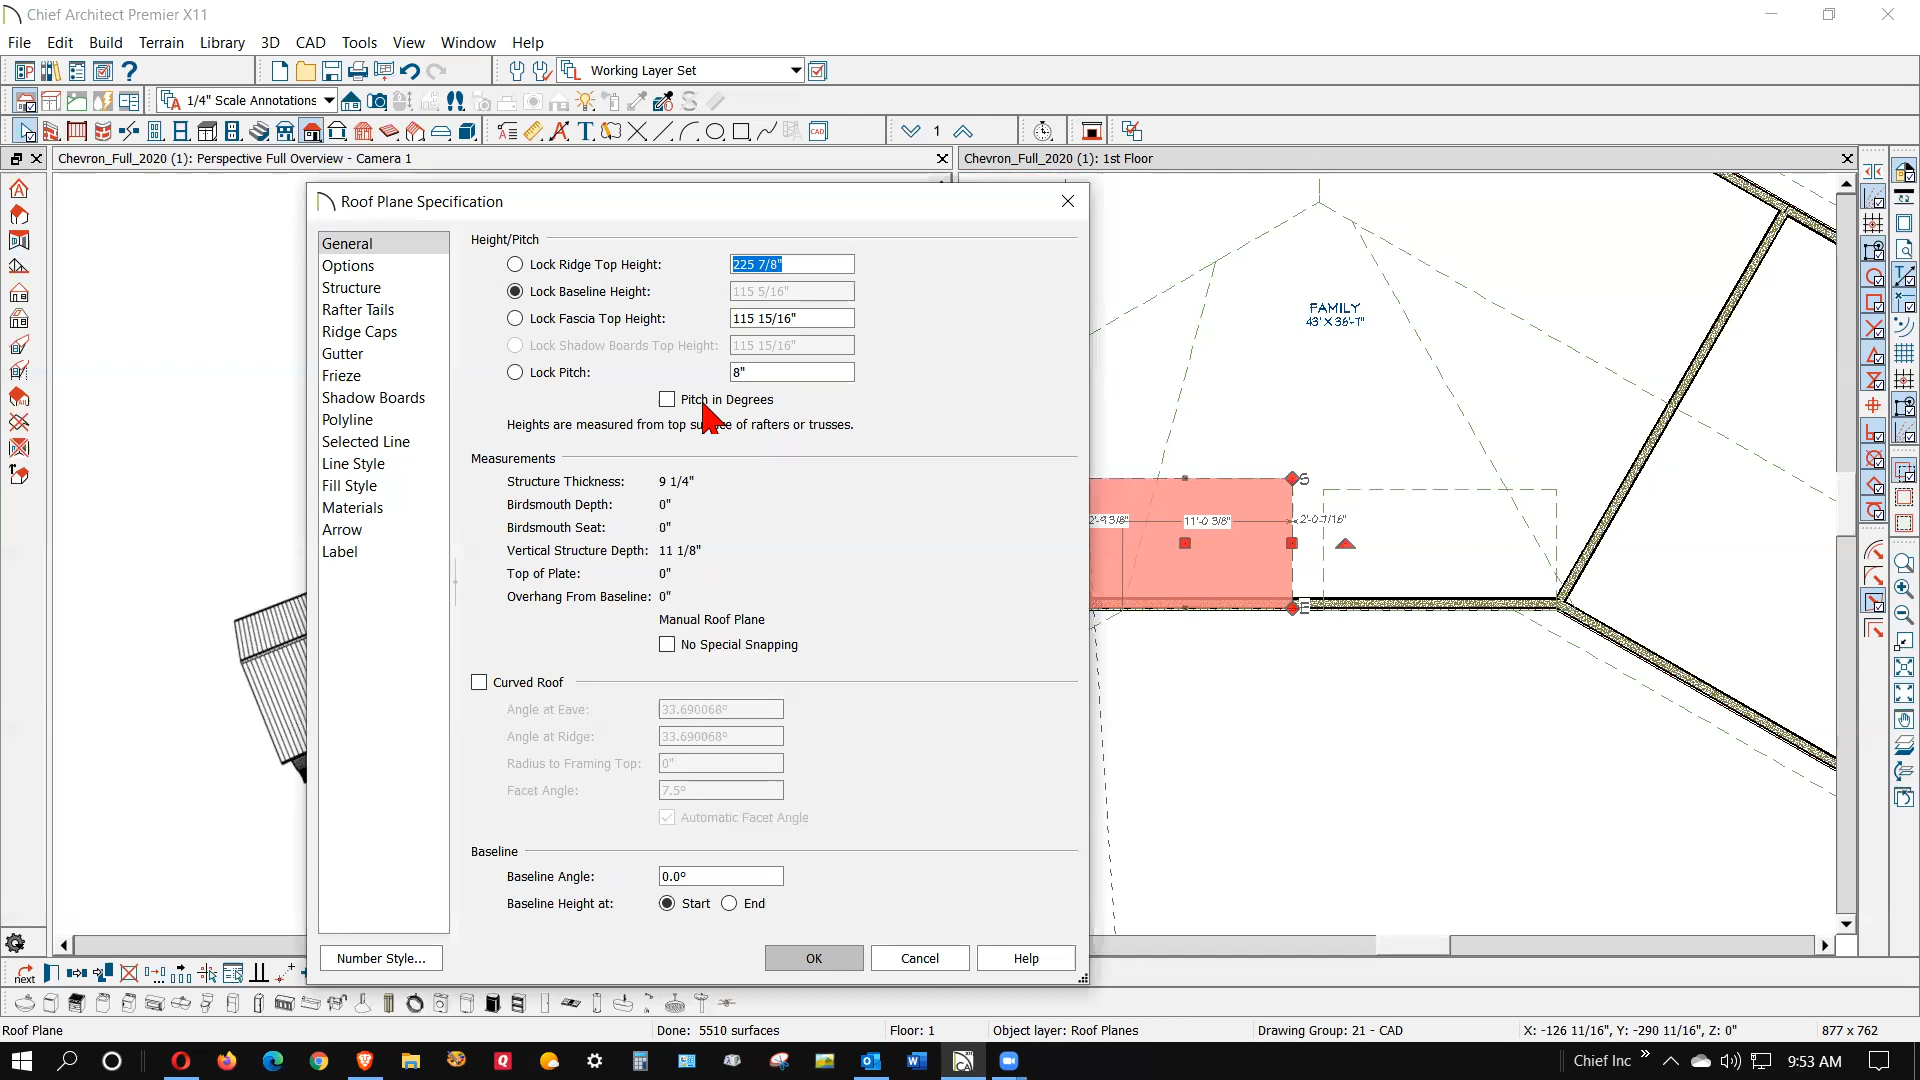 Chief Architect Premier X11
File Edit Build Terrain Library 3D CAD Tools View Window Help
Working Layer Set
1/4" Scale Annotations
1
Chevron_Full_2020 (1): Perspective Full Overview - Camera 1
Chevron_Full_2020 (1): 1st Floor
Roof Plane Specification
General
Options
Structure
Rafter Tails
Ridge Caps
Gutter
Frieze
Shadow Boards
Polyline
Selected Line
Line Style
Fill Style
Materials
Arrow
Label
Height/Pitch
Lock Ridge Top Height: 225 7/8"
Lock Baseline Height: 115 5/16"
Lock Fascia Top Height: 115 15/16"
Lock Shadow Boards Top Height: 115 15/16"
Lock Pitch: 8"
Pitch in Degrees
Heights are measured from top of rafters or trusses.
Measurements
Structure Thickness: 9 1/4"
Birdsmouth Depth: 0"
Birdsmouth Seat: 0"
Vertical Structure Depth: 11 1/8"
Top of Plate: 0"
Overhang From Baseline: 0"
Manual Roof Plane
No Special Snapping
Curved Roof
Angle at Eave: 33.690068°
Angle at Ridge: 33.690068°
Radius to Framing Top: 0"
Facet Angle: 7.5°
Automatic Facet Angle
Baseline
Baseline Angle: 0.0°
Baseline Height at: Start End
Number Style... OK Cancel Help
FAMILY
43' X 36'-7"
S
2'-9 3/8" 11'-0 3/8" 2'-0 1/16"
E
next
Roof Plane Done: 5510 surfaces Floor: 1 Object layer: Roof Planes Drawing Group: 21 - CAD X: -126 11/16", Y: -290 11/16", Z: 0" 877 x 762
Chief Inc 9:53 AM